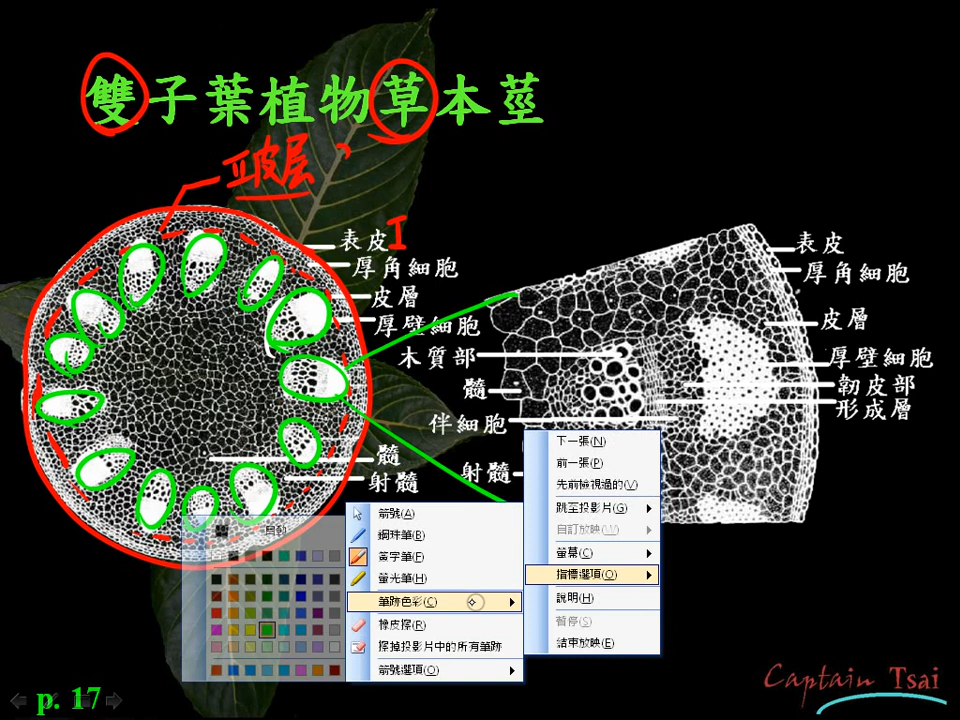 雙子葉植物草本莖
皮层
I
表皮
厚角細胞
皮層
厚壁細胞
木質部
髓
伴細胞
髓
射髓
射髓
表皮
厚角細胞
皮層
厚壁細胞
韌皮部
形成層
下一張(N)
前一張(P)
先前檢視過的(V)
跳至投影片(G)
自訂放映(W)
螢幕(C)
指標選項(O)
說明(H)
暫停(S)
結束放映(E)
箭號(A)
鋼珠筆(B)
簽字筆(F)
螢光筆(H)
筆跡色彩(C)
橡皮擦(R)
擦掉投影片中的所有筆跡
箭號選項(O)
自動
p. 17
Captain Tsai